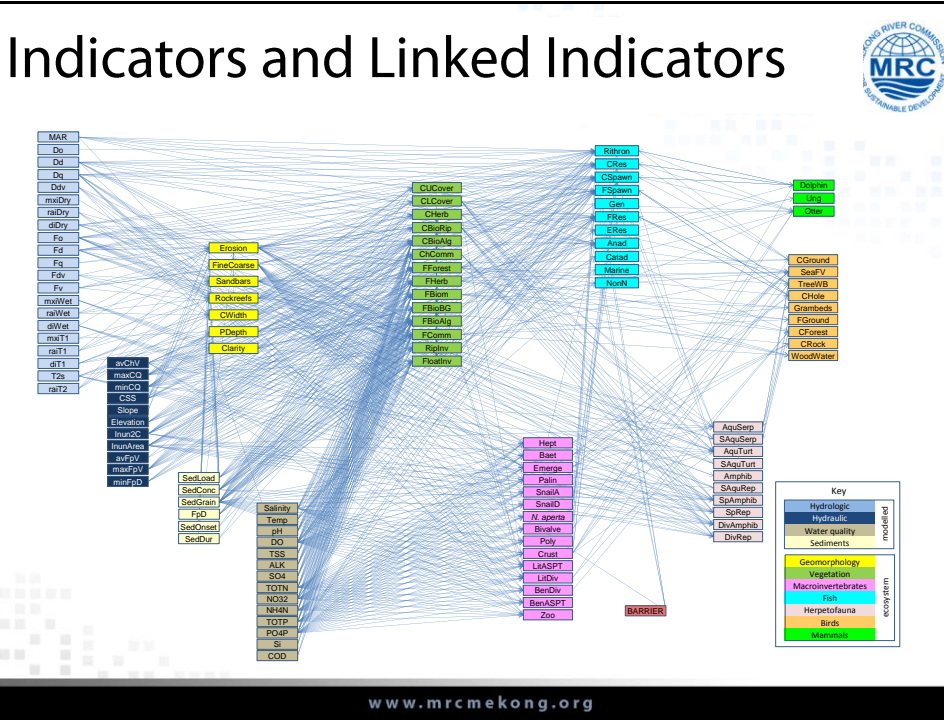 Indicators and Linked Indicators
MRC
MAR
Do
Dd
Dq
Ddv
mxiDry
raiDry
diDry
Fo
Fd
Fq
Fdv
Fv
mxiWet
raiWet
diWet
mxiT1
raiT1
diT1
T2s
raiT2
avChV
maxCQ
minCQ
CSS
Slope
Elevation
Inun2C
InunArea
avFpV
maxFpV
minFpD
Erosion
FineCoarse
Sandbars
Rockreefs
CWidth
PDepth
Clarity
SedLoad
SedConc
SedGrain
FpD
SedOnset
SedDur
Salinity
Temp
pH
DO
TSS
ALK
SO4
TOTN
NO32
NH4N
TOTP
PO4P
Si
COD
CUCover
CLCover
CHerb
CBioRip
CBioAlg
ChComm
FForest
FHerb
FBiom
FBioBG
FBioAlg
FComm
RipInv
FloatInv
Hept
Baet
Emerge
Palin
SnailA
SnailD
N. aperta
Bivalve
Poly
Crust
LitASPT
LitDiv
BenDiv
BenASPT
Zoo
Rithron
CRes
CSpawn
FSpawn
Gen
FRes
ERes
Anad
Catad
Marine
NonN
BARRIER
Dolphin
Ung
Otter
CGround
SeaFV
TreeWB
CHole
Grambeds
FGround
CForest
CRock
WoodWater
AquSerp
SAquSerp
AquTurt
SAquTurt
Amphib
SAquRep
SpAmphib
SpRep
DivAmphib
DivRep
Key
Hydrologic
Hydraulic
Water quality
Sediments
modelled
Geomorphology
Vegetation
Macroinvertebrates
Fish
Herpetofauna
Birds
Mammals
ecosystem
www.mrcmekong.org